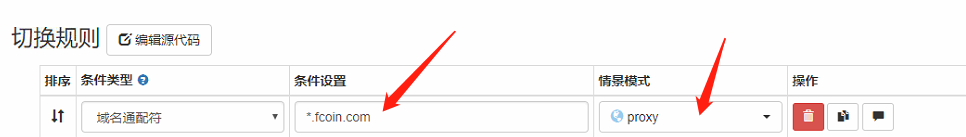 切换规则 编辑源代码
排序 条件类型 条件设置 情景模式 操作
域名通配符 *.fcoin.com proxy